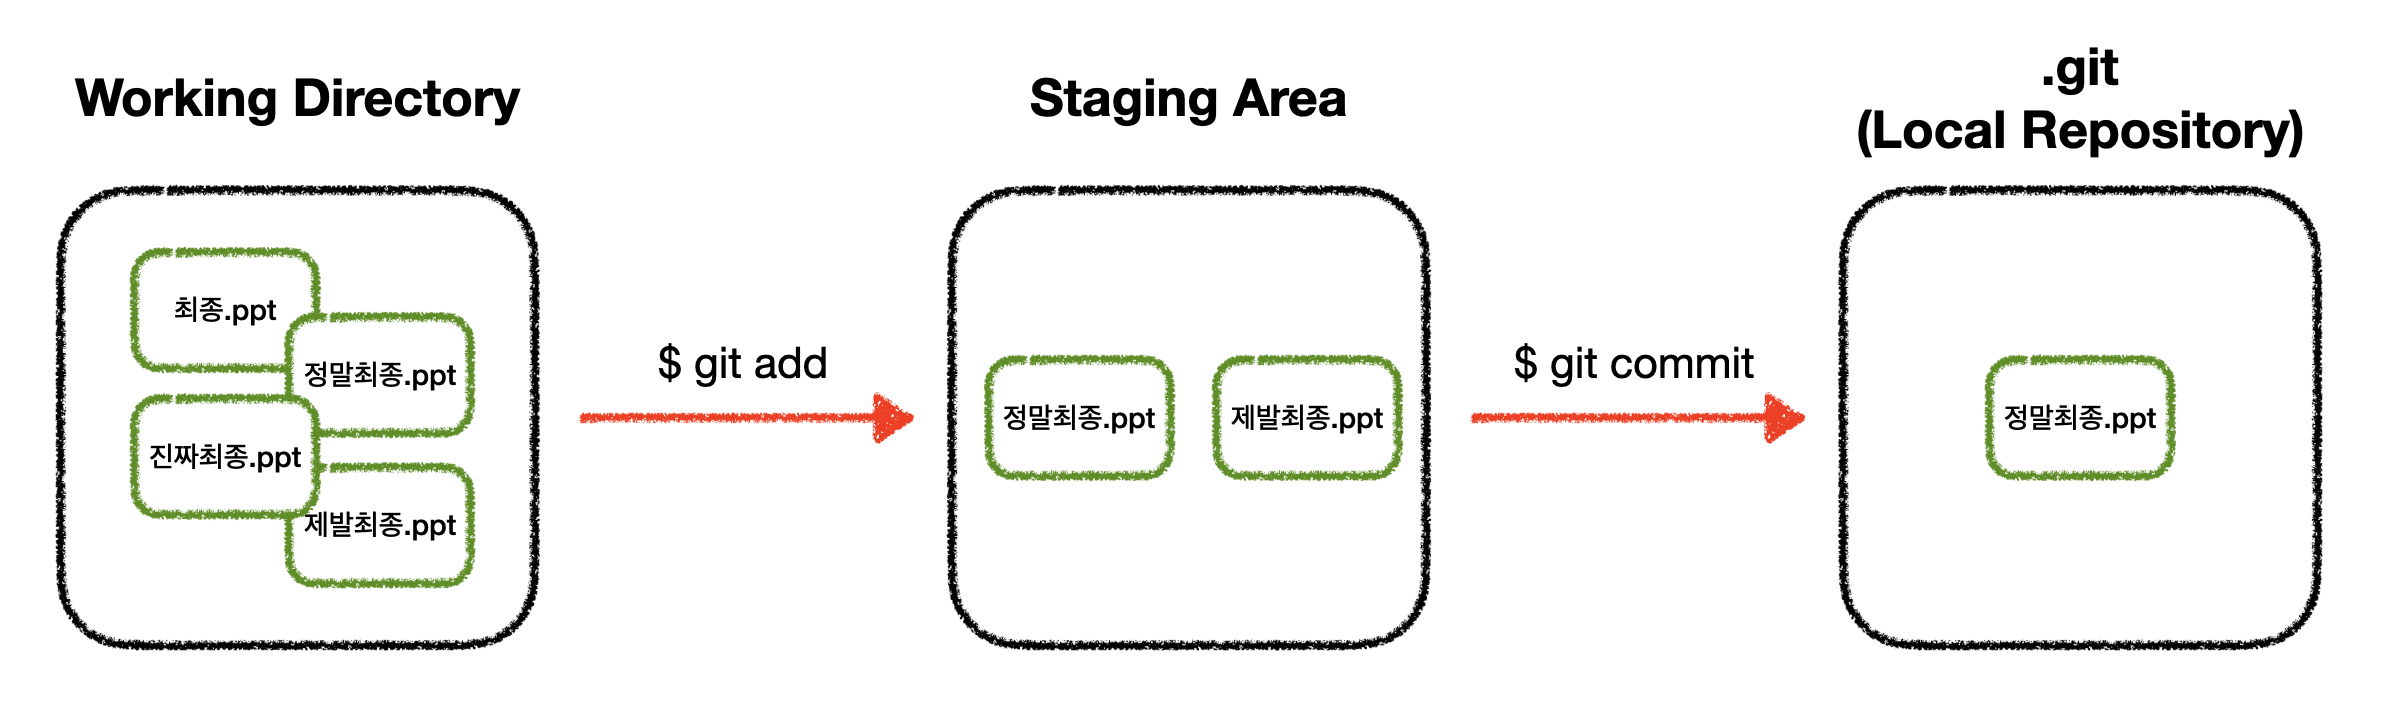 Working Directory
최종.ppt
정말최종.ppt
진짜최종.ppt
제발최종.ppt
$ git add
Staging Area
정말최종.ppt
제발최종.ppt
$ git commit
.git
(Local Repository)
정말최종.ppt